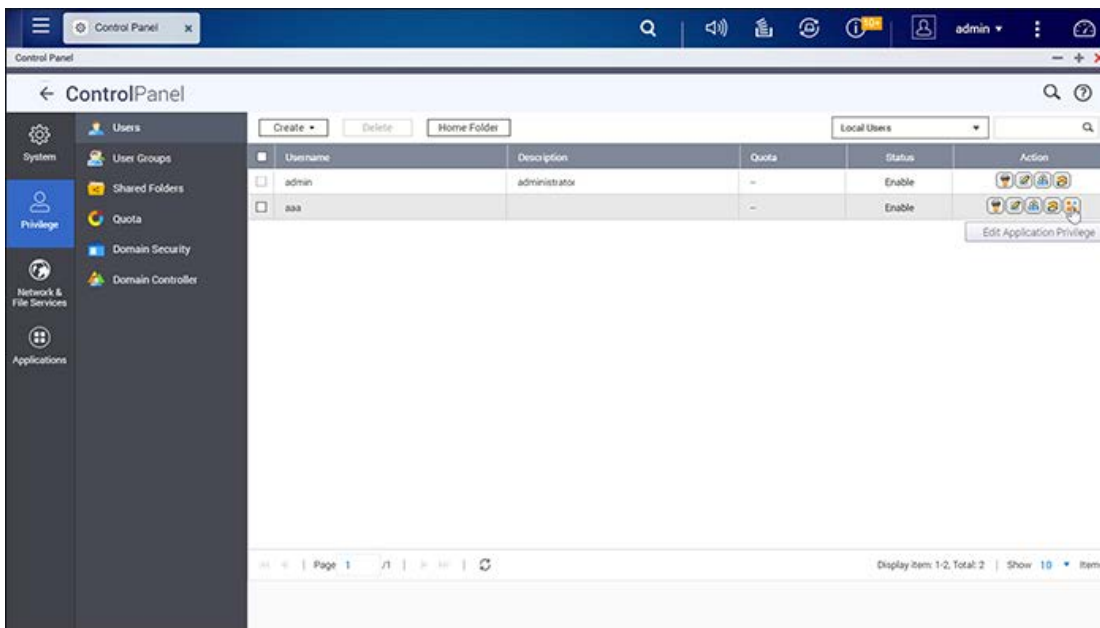 Control Panel
10+
admin
Control Panel
ControlPanel
System
Privilege
Network &
File Services
Applications
Users
User Groups
Shared Folders
Quota
Domain Security
Domain Controller
Create Delete Home Folder Local Users
Username Description Quota Status Action
admin administrator -- Enable
aaa -- Enable
Edit Application Privilege
Page 1 /1 Display item: 1-2, Total: 2 | Show 10 Item